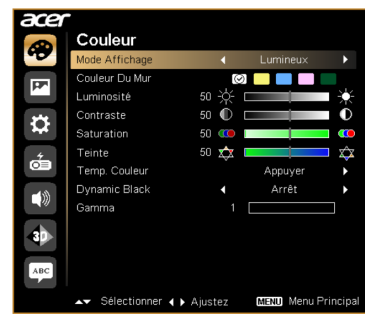 acer
Couleur
Mode Affichage Lumineux
Couleur Du Mur
Luminosité 50
Contraste 50
Saturation 50
Teinte 50
Temp. Couleur Appuyer
Dynamic Black Arrêt
Gamma 1
3D
ABC
Sélectionner Ajustez MENU Menu Principal